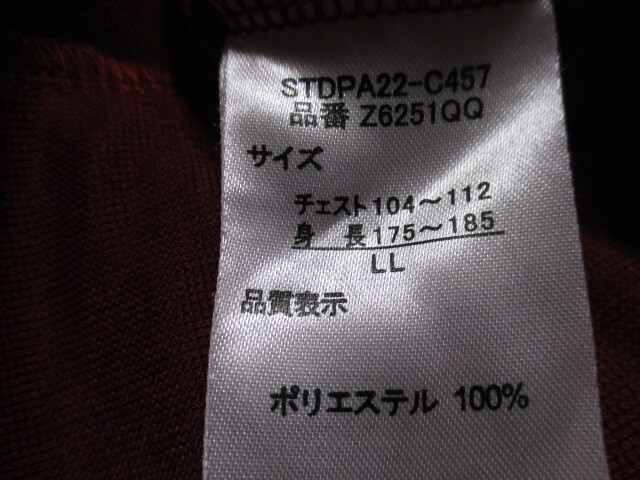 STDPA22-C457
品番 Z6251QQ
サイズ
チェスト104~112
身 長175~185
LL
品質表示
ポリエステル 100%